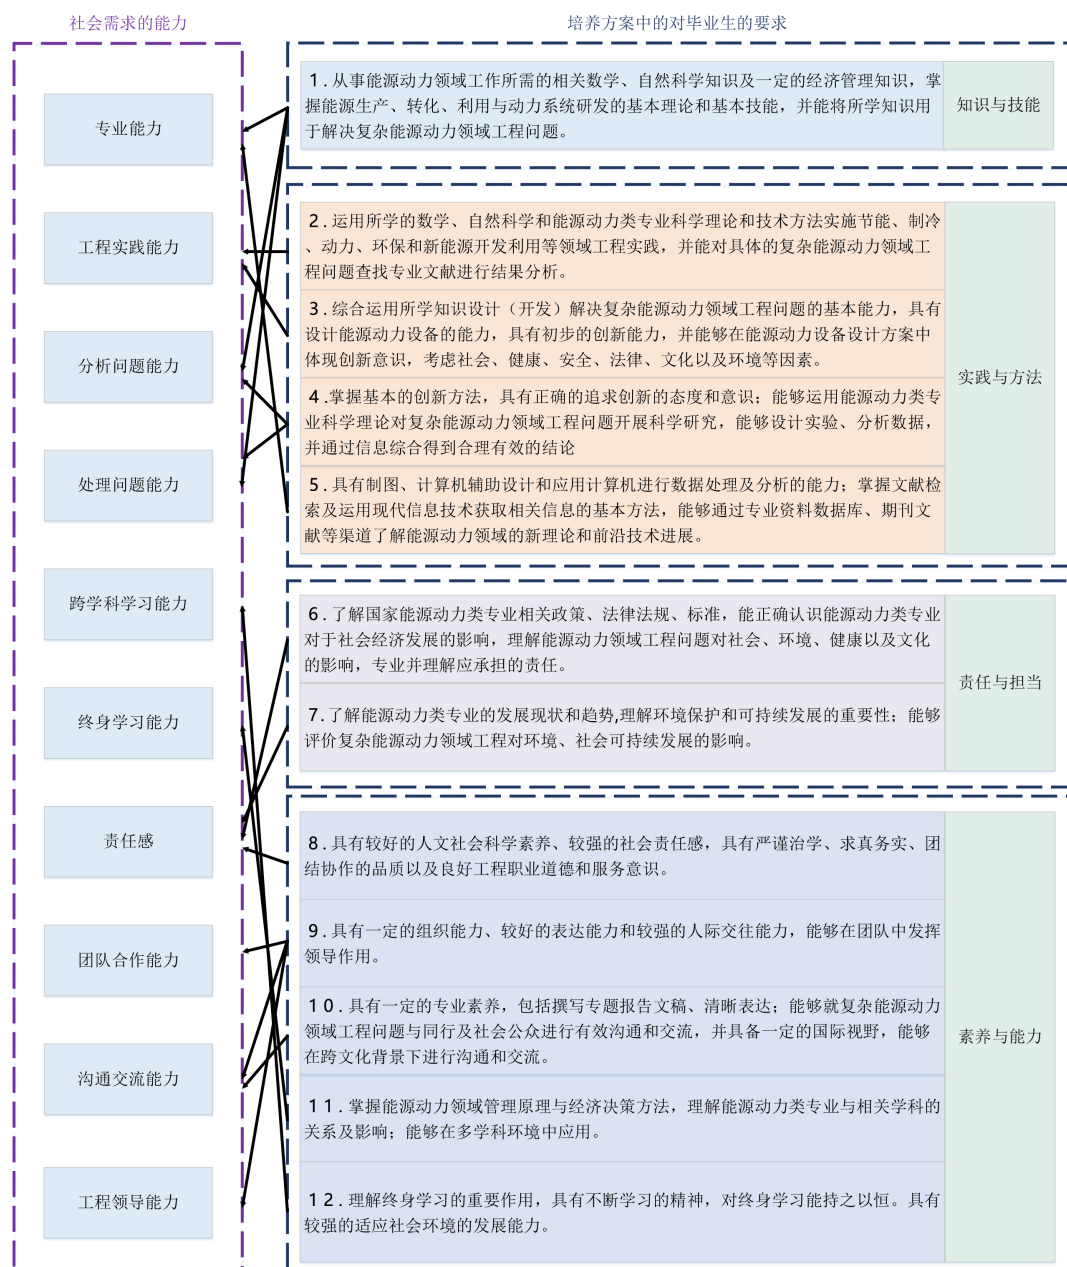 社会需求的能力
培养方案中的对毕业生的要求
专业能力
工程实践能力
分析问题能力
处理问题能力
跨学科学习能力
终身学习能力
责任感
团队合作能力
沟通交流能力
工程领导能力
1.从事能源动力领域工作所需的相关数学、自然科学知识及一定的经济管理知识，掌
握能源生产、转化、利用与动力系统研发的基本理论和基本技能，并能将所学知识用
于解决复杂能源动力领域工程问题。
知识与技能
2.运用所学的数学、自然科学和能源动力类专业科学理论和技术方法实施节能、制冷
、动力、环保和新能源开发利用等领域工程实践，并能对具体的复杂能源动力领域工
程问题查找专业文献进行结果分析。
3.综合运用所学知识设计（开发）解决复杂能源动力领域工程问题的基本能力，具有
设计能源动力设备的能力，具有初步的创新能力，并能够在能源动力设备设计方案中
体现创新意识，考虑社会、健康、安全、法律、文化以及环境等因素。
4.掌握基本的创新方法，具有正确的追求创新的态度和意识；能够运用能源动力类专
业科学理论对复杂能源动力领域工程问题开展科学研究，能够设计实验、分析数据，
并通过信息综合得到合理有效的结论
5.具有制图、计算机辅助设计和应用计算机进行数据处理及分析的能力；掌握文献检
索及运用现代信息技术获取相关信息的基本方法，能够通过专业资料数据库、期刊文
献等渠道了解能源动力领域的新理论和前沿技术进展。
实践与方法
6.了解国家能源动力类专业相关政策、法律法规、标准，能正确认识能源动力类专业
对于社会经济发展的影响，理解能源动力领域工程问题对社会、环境、健康以及文化
的影响，专业并理解应承担的责任。
7.了解能源动力类专业的发展现状和趋势,理解环境保护和可持续发展的重要性；能够
评价复杂能源动力领域工程对环境、社会可持续发展的影响。
责任与担当
8.具有较好的人文社会科学素养、较强的社会责任感，具有严谨治学、求真务实、团
结协作的品质以及良好工程职业道德和服务意识。
9.具有一定的组织能力、较好的表达能力和较强的人际交往能力，能够在团队中发挥
领导作用。
10.具有一定的专业素养，包括撰写专题报告文稿、清晰表达；能够就复杂能源动力
领域工程问题与同行及社会公众进行有效沟通和交流，并具备一定的国际视野，能够
在跨文化背景下进行沟通和交流。
11.掌握能源动力领域管理原理与经济决策方法，理解能源动力类专业与相关学科的
关系及影响；能够在多学科环境中应用。
12.理解终身学习的重要作用，具有不断学习的精神，对终身学习能持之以恒。具有
较强的适应社会环境的发展能力。
素养与能力